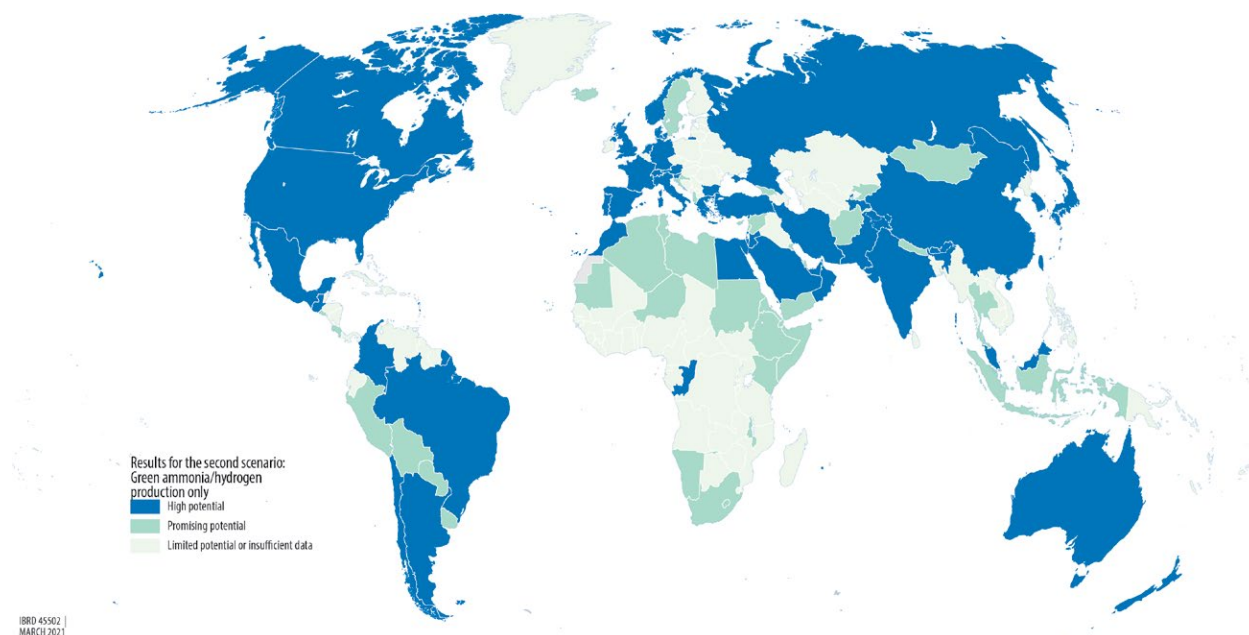 Results for the second scenario:
Green ammonia/hydrogen
production only
High potential
Promising potential
Limited potential or insufficient data
IBRD 45502 |
MARCH 2021